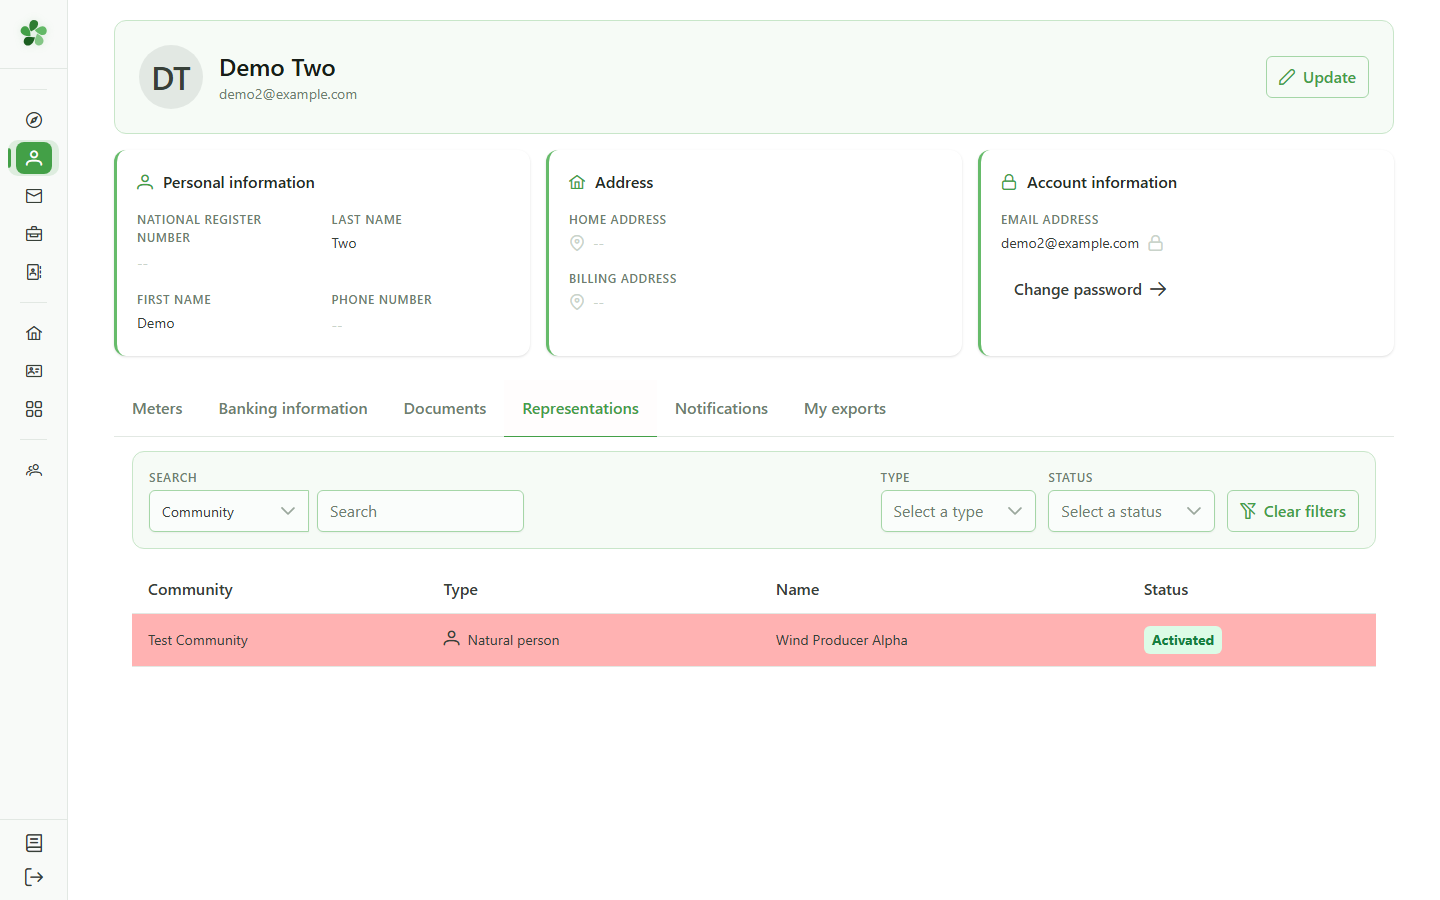 DT
Demo Two
demo2@example.com
Update
Personal information
NATIONAL REGISTER
NUMBER
--
LAST NAME
Two
FIRST NAME
Demo
PHONE NUMBER
--
Address
HOME ADDRESS
--
BILLING ADDRESS
--
Account information
EMAIL ADDRESS
demo2@example.com
Change password
Meters
Banking information
Documents
Representations
Notifications
My exports
SEARCH
Community
Search
TYPE
Select a type
STATUS
Select a status
Clear filters
Community
Type
Name
Status
Test Community
Natural person
Wind Producer Alpha
Activated